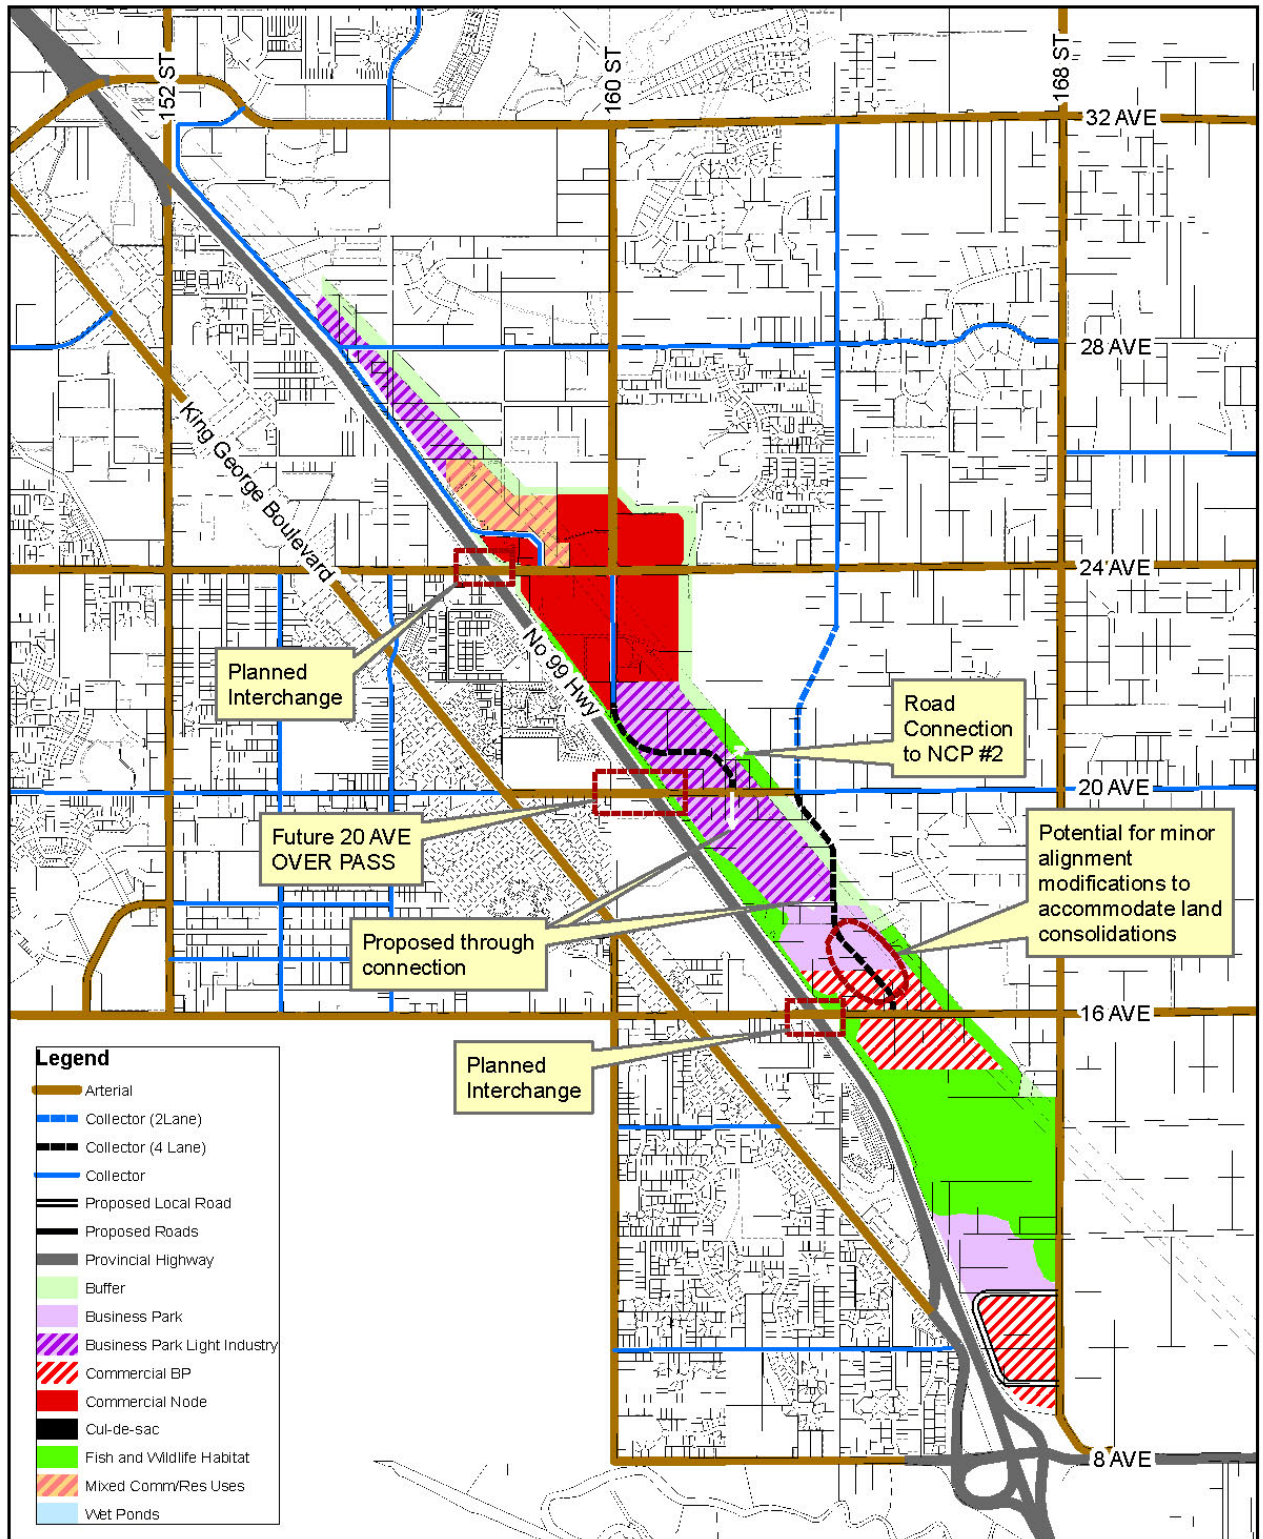 152 ST
160 ST
168 ST
32 AVE
28 AVE
King George Boulevard
24 AVE
No 99 Hwy
Planned
Interchange
Road
Connection
to NCP #2
20 AVE
Future 20 AVE
OVER PASS
Potential for minor
alignment
modifications to
accommodate land
consolidations
Proposed through
connection
16 AVE
Planned
Interchange
Legend
Arterial
Collector (2Lane)
Collector (4 Lane)
Collector
Proposed Local Road
Proposed Roads
Provincial Highway
Buffer
Business Park
Business Park Light Industry
Commercial BP
Commercial Node
Cul-de-sac
Fish and Wildlife Habitat
Mixed Comm/Res Uses
Wet Ponds
8 AVE